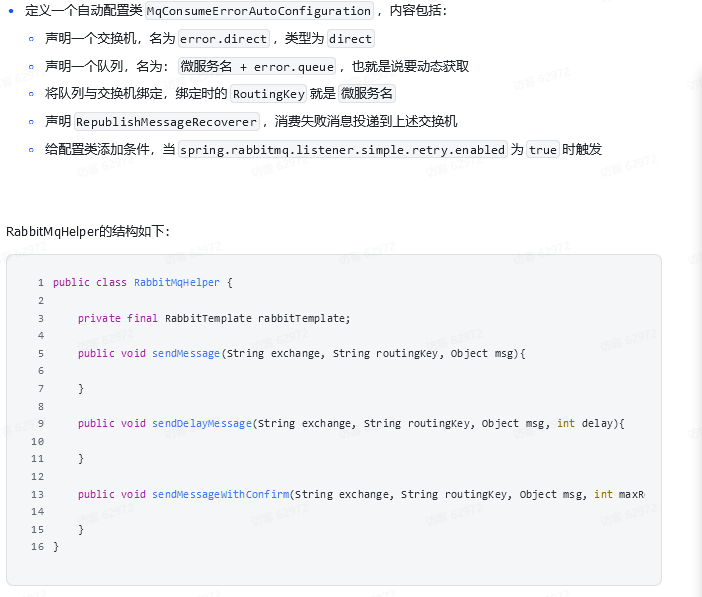 定义一个自动配置类 MqConsumeErrorAutoConfiguration ，内容包括：
声明一个交换机，名为 error.direct ，类型为 direct
声明一个队列，名为： 微服务名 + error.queue ，也就是说要动态获取
将队列与交换机绑定，绑定时的 RoutingKey 就是 微服务名
声明 RepublishMessageRecoverer ，消费失败消息投递到上述交换机
给配置类添加条件，当 spring.rabbitmq.listener.simple.retry.enabled 为 true 时触发
RabbitMqHelper的结构如下：
1 public class RabbitMqHelper {
2
3 private final RabbitTemplate rabbitTemplate;
4
5 public void sendMessage(String exchange, String routingKey, Object msg){
6
7 }
8
9 public void sendDelayMessage(String exchange, String routingKey, Object msg, int delay){
10
11 }
12
13 public void sendMessageWithConfirm(String exchange, String routingKey, Object msg, int maxR
14
15 }
16 }